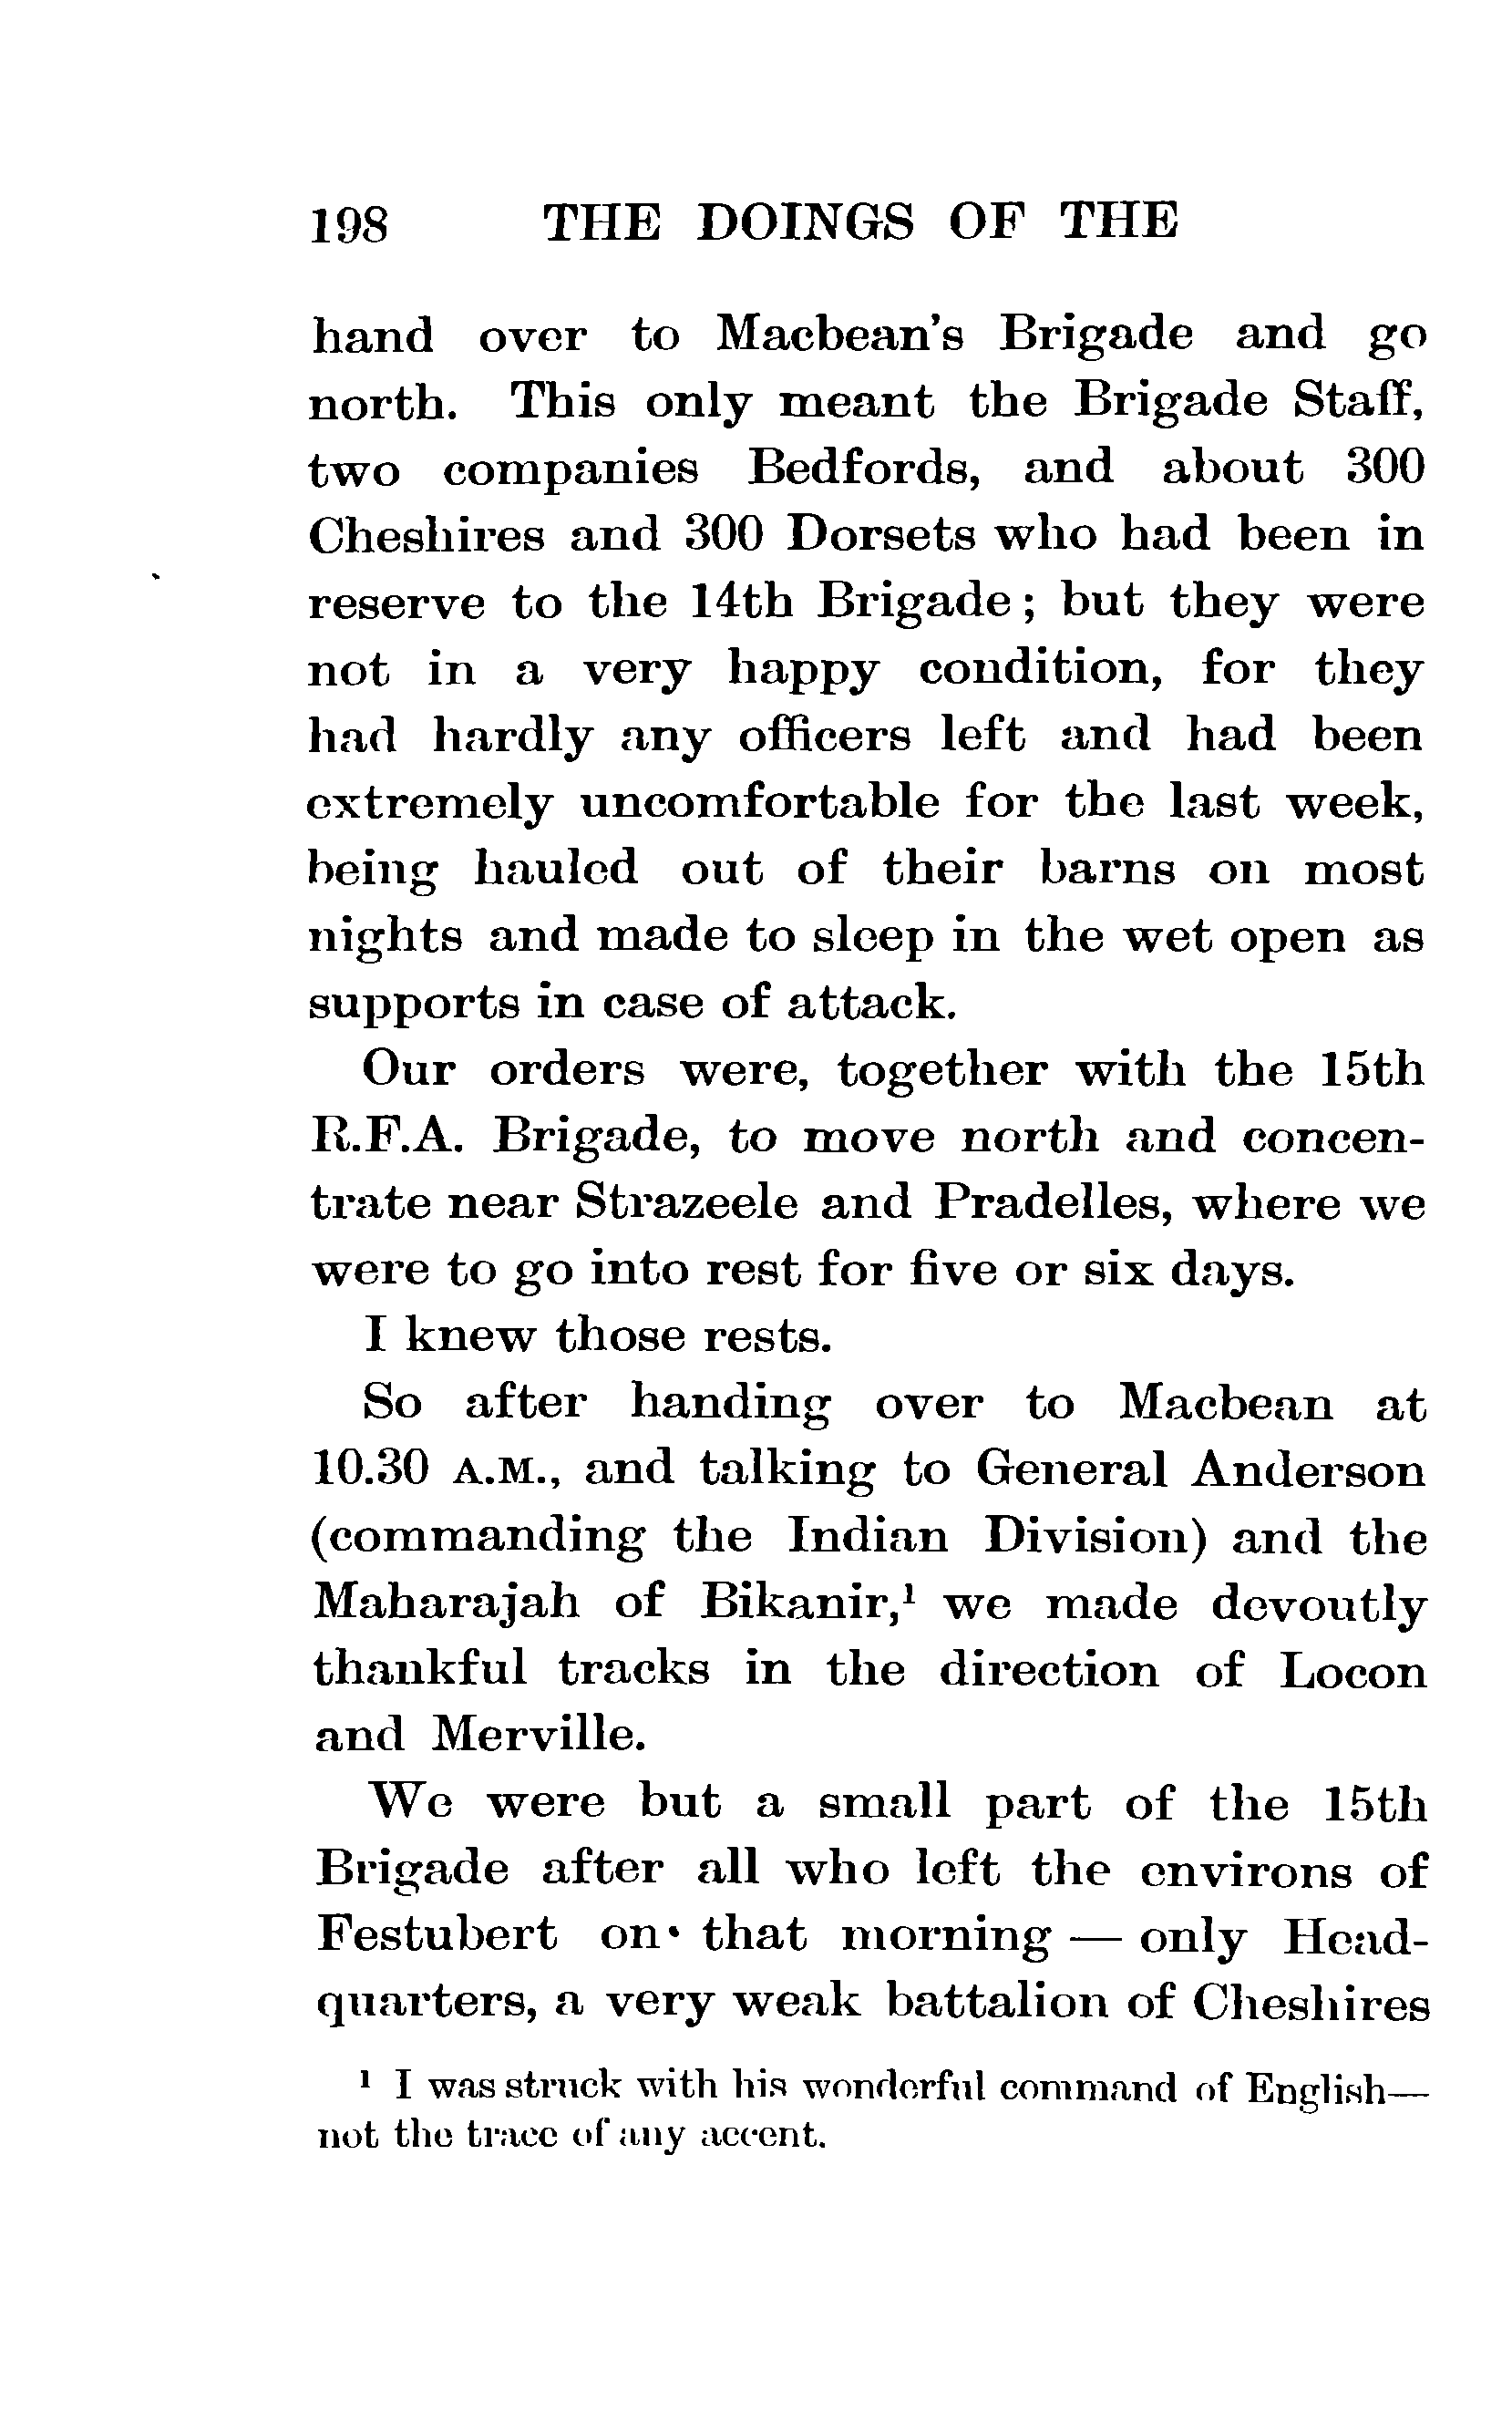 198 THE DOINGS OF THE
hand over to Macbean's Brigade and go
north. This only meant the Brigade Staff,
two companies Bedfords, and about 300
Cheshires and 300 Dorsets who had been in
reserve to the 14th Brigade; but they were
not in a very happy condition, for they
had hardly any officers left and had been
extremely uncomfortable for the last week,
being hauled out of their barns on most
nights and made to sleep in the wet open as
supports in case of attack.
Our orders were, together with the 15th
R.F.A. Brigade, to move north and concen-
trate near Strazeele and Pradelles, where we
were to go into rest for five or six days.
I knew those rests.
So after handing over to Macbean at
10.30 A.M., and talking to General Anderson
(commanding the Indian Division) and the
Maharajah of Bikanir,¹ we made devoutly
thankful tracks in the direction of Locon
and Merville.
We were but a small part of the 15th
Brigade after all who left the environs of
Festubert on that morning — only Head-
quarters, a very weak battalion of Cheshires
¹ I was struck with his wonderful command of English—
not the trace of any accent.